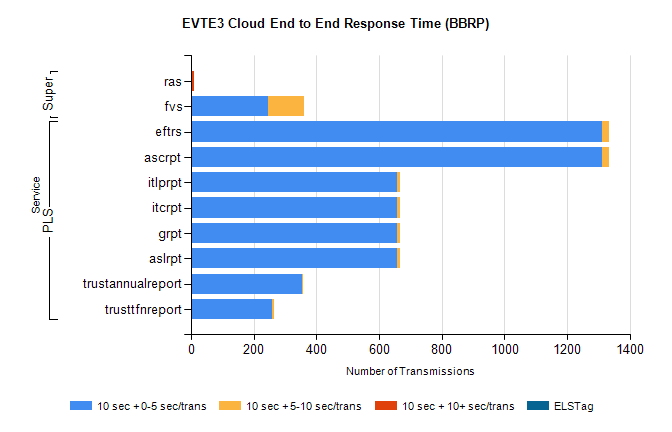 EVTE3 Cloud End to End Response Time (BBRP)
Service
Super
PLS
ras
fvs
eftrs
ascrpt
itlprpt
itcrpt
grpt
aslrpt
trustannualreport
trusttfnreport
0 200 400 600 800 1000 1200 1400
Number of Transmissions
10 sec +0-5 sec/trans 10 sec +5-10 sec/trans 10 sec + 10+ sec/trans ELSTag